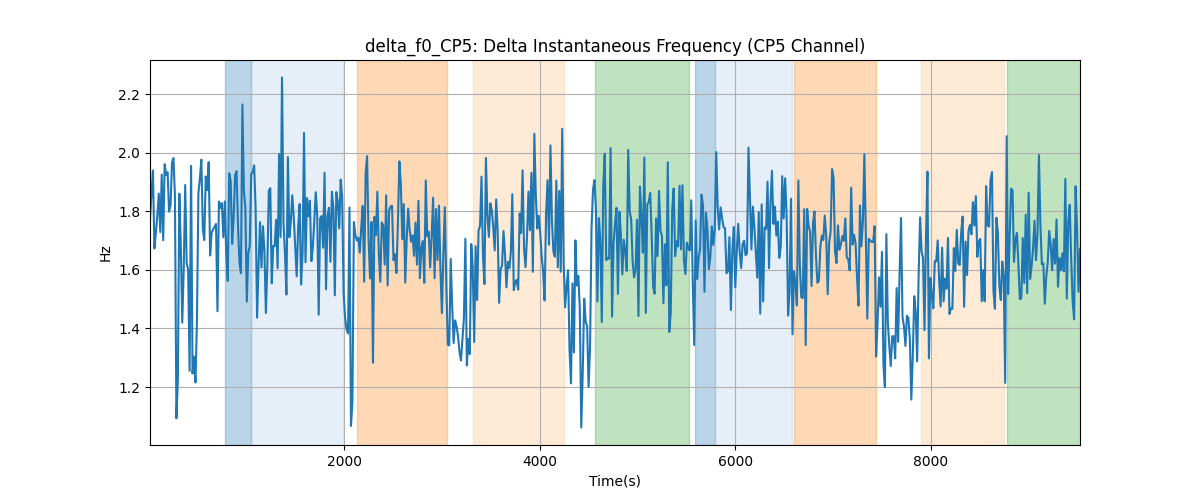 delta_f0_CP5: Delta Instantaneous Frequency (CP5 Channel)
2.2
2.0
1.8
1.6
1.4
1.2
Hz
2000 4000 6000 8000
Time(s)